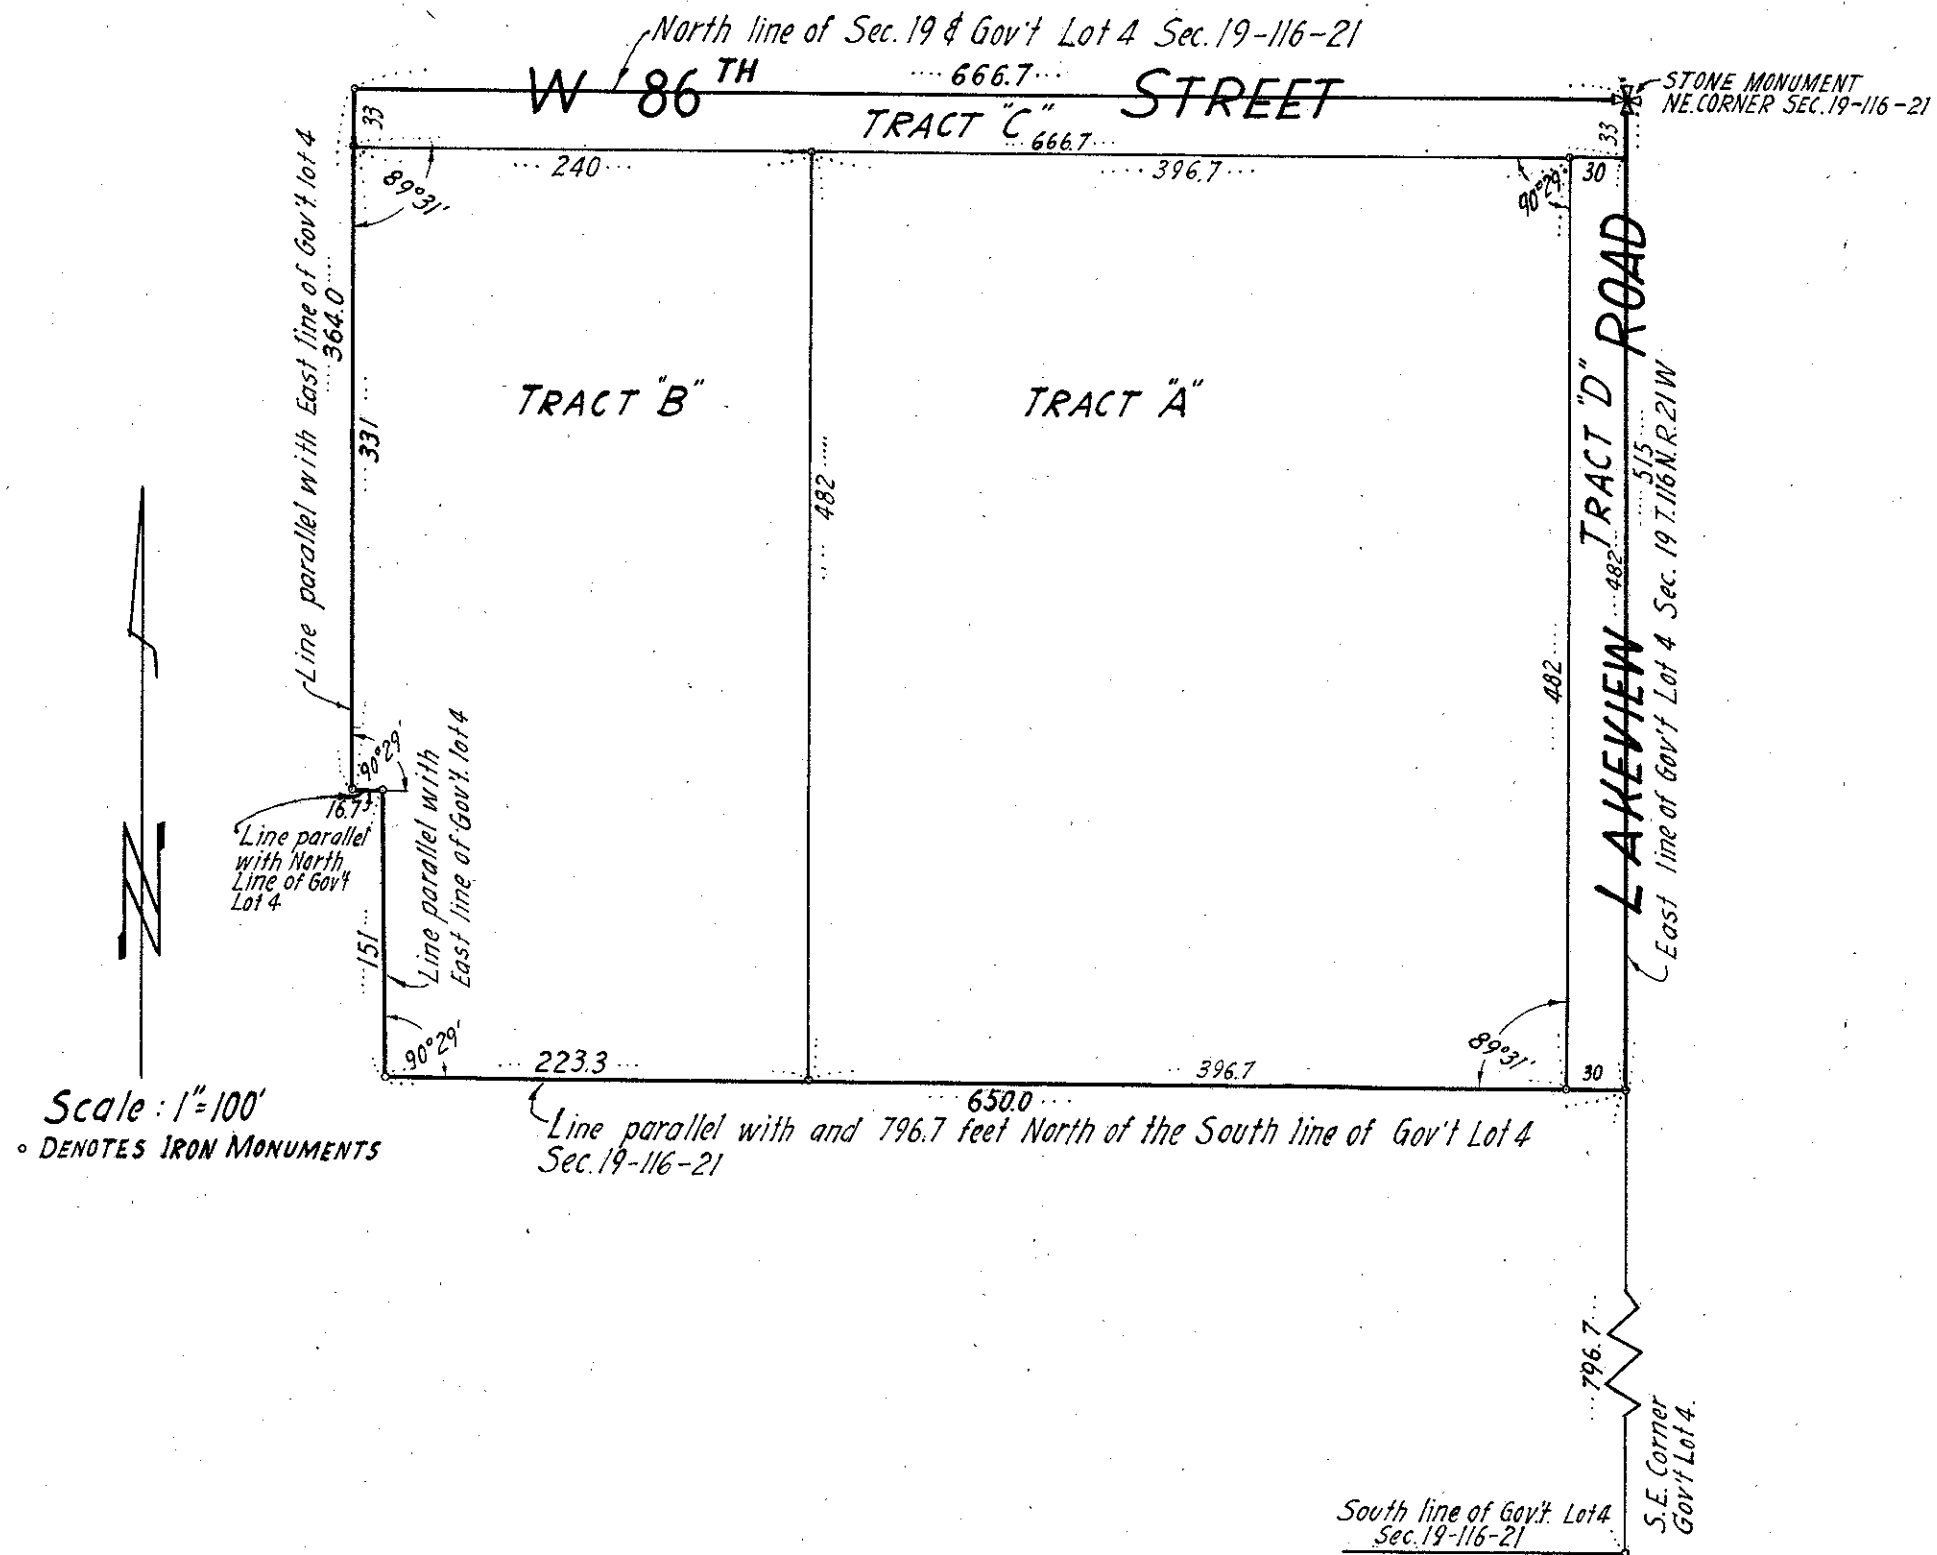 North line of Sec. 19 & Gov't Lot 4 Sec. 19-116-21
W 86TH STREET
666.7
STONE MONUMENT
NE. CORNER SEC. 19-116-21
33
TRACT "C"
666.7
33
240
396.7
30
89°31'
90°29'
Line parallel with East line of Gov't. lot 4
364.0
331
TRACT "B"
TRACT "A"
482
482
TRACT "D"
LAKEVIEW ROAD
482
515
East line of Gov't Lot 4 Sec. 19 T.116N.R.21W
90°29'
16.7
Line parallel
with North
Line of Gov't
Lot 4
Line parallel with
East line of Gov't. lot 4
151
90°29'
223.3
396.7
89°31'
30
650.0
Line parallel with and 796.7 feet North of the South line of Gov't Lot 4
Sec. 19-116-21
N
Scale : 1"=100'
DENOTES IRON MONUMENTS
796.7
S.E. Corner
Gov't Lot 4.
South line of Gov't. Lot 4
Sec. 19-116-21